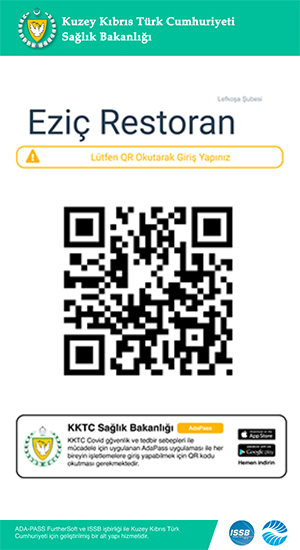 Kuzey Kıbrıs Türk Cumhuriyeti
Sağlık Bakanlığı
Lefkoşa Şubesi
Eziç Restoran
Lütfen QR Okutarak Giriş Yapınız
KKTC Sağlık Bakanlığı AdaPass
KKTC Covid güvenlik ve tedbir sebepleri ile
mücadele için uygulanan AdaPass uygulaması ile her
bireyin işletmelere giriş yapabilmek için QR kodu
okutması gerekmektedir.
App Store
Google Play
Hemen indirin
ADA-PASS FurtherSoft ve ISSB işbirliği ile Kuzey Kıbrıs Türk
Cumhuriyeti için geliştirilmiş bir alt yapı hizmetidir.
ISSB